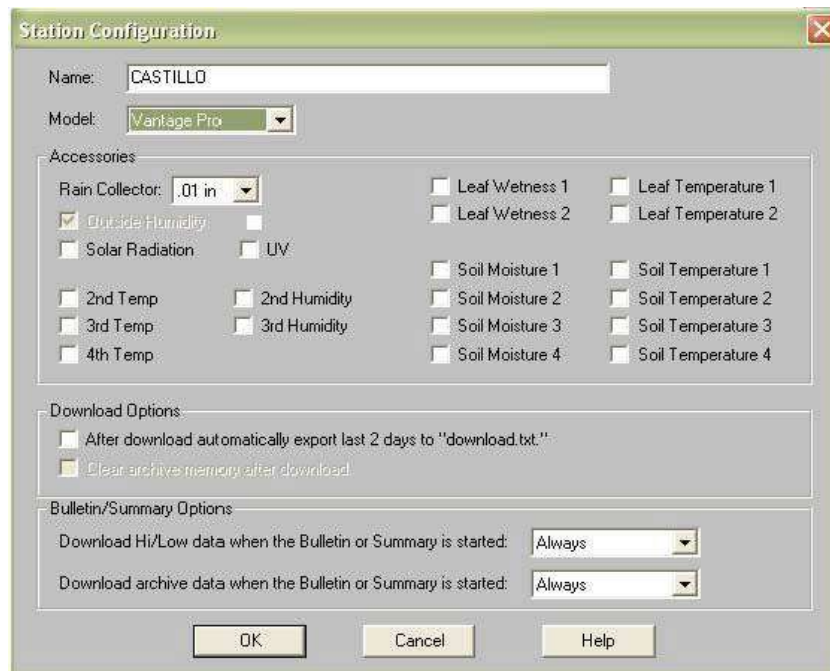 Station Configuration
Name: CASTILLO
Model: Vantage Pro
Accessories
Rain Collector: .01 in
Outside Humidity
Solar Radiation UV
2nd Temp 2nd Humidity
3rd Temp 3rd Humidity
4th Temp
Leaf Wetness 1 Leaf Temperature 1
Leaf Wetness 2 Leaf Temperature 2
Soil Moisture 1 Soil Temperature 1
Soil Moisture 2 Soil Temperature 2
Soil Moisture 3 Soil Temperature 3
Soil Moisture 4 Soil Temperature 4
Download Options
After download automatically export last 2 days to "download.txt."
Clear archive memory after download
Bulletin/Summary Options
Download Hi/Low data when the Bulletin or Summary is started: Always
Download archive data when the Bulletin or Summary is started: Always
OK Cancel Help